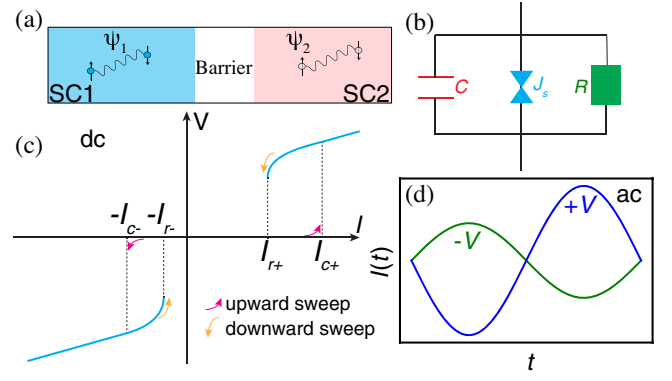 (a)
ψ1
ψ2
Barrier
SC1
SC2
(b)
C
Js
R
(c)
dc
V
-Ic-
-Ir-
I
Ir+
Ic+
upward sweep
downward sweep
(d)
ac
+V
-V
I(t)
t